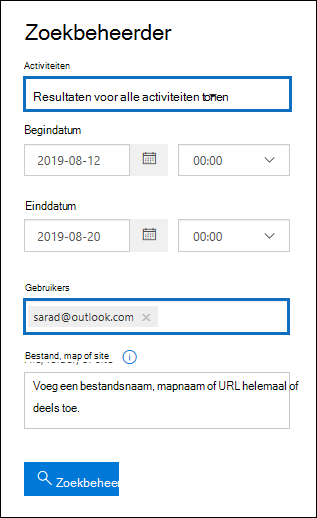 Zoekbeheerder
Activiteiten
Resultaten voor alle activiteiten tonen
Begindatum
2019-08-12 00:00
Einddatum
2019-08-20 00:00
Gebruikers
sarad@outlook.com ×
Bestand, map of site
Voeg een bestandsnaam, mapnaam of URL helemaal of
deels toe.
Zoekbeheer